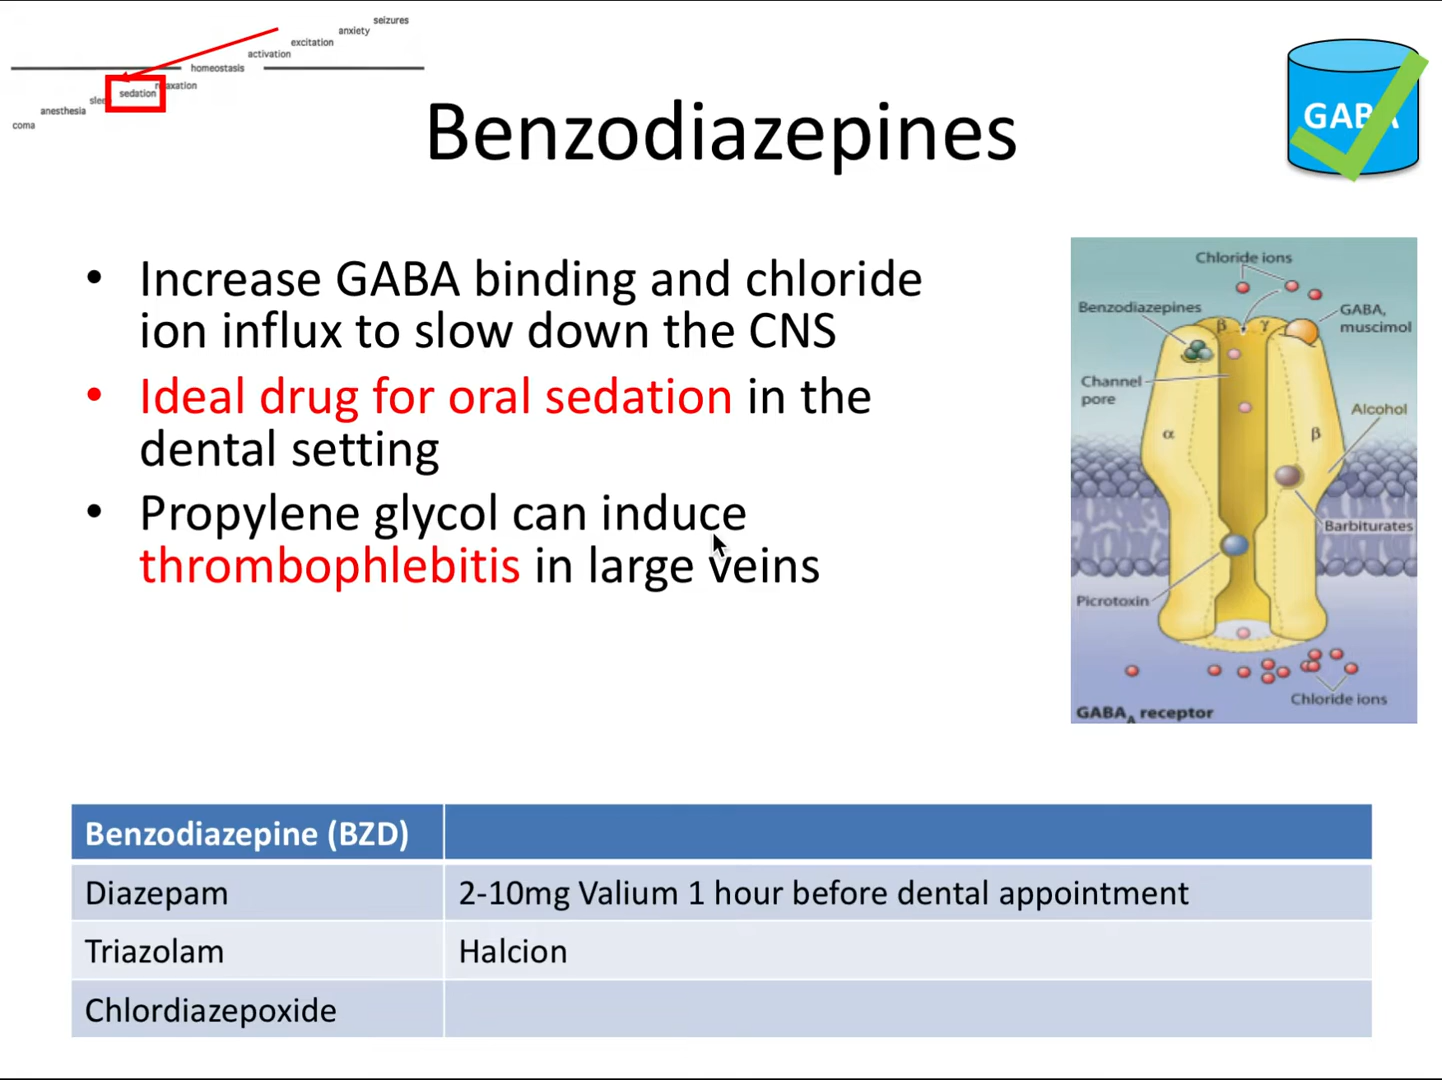 seizures
anxiety
excitation
activation
homeostasis
relaxation
sedation
anesthesia
coma
Benzodiazepines
GABA
• Increase GABA binding and chloride
ion influx to slow down the CNS
• Ideal drug for oral sedation in the
dental setting
• Propylene glycol can induce
thrombophlebitis in large veins
Chloride ions
Benzodiazepines
β
γ
GABA,
muscimol
Channel
pore
Alcohol
α
β
Barbiturates
Picrotoxin
Chloride ions
GABAA receptor
Benzodiazepine (BZD)
Diazepam 2-10mg Valium 1 hour before dental appointment
Triazolam Halcion
Chlordiazepoxide